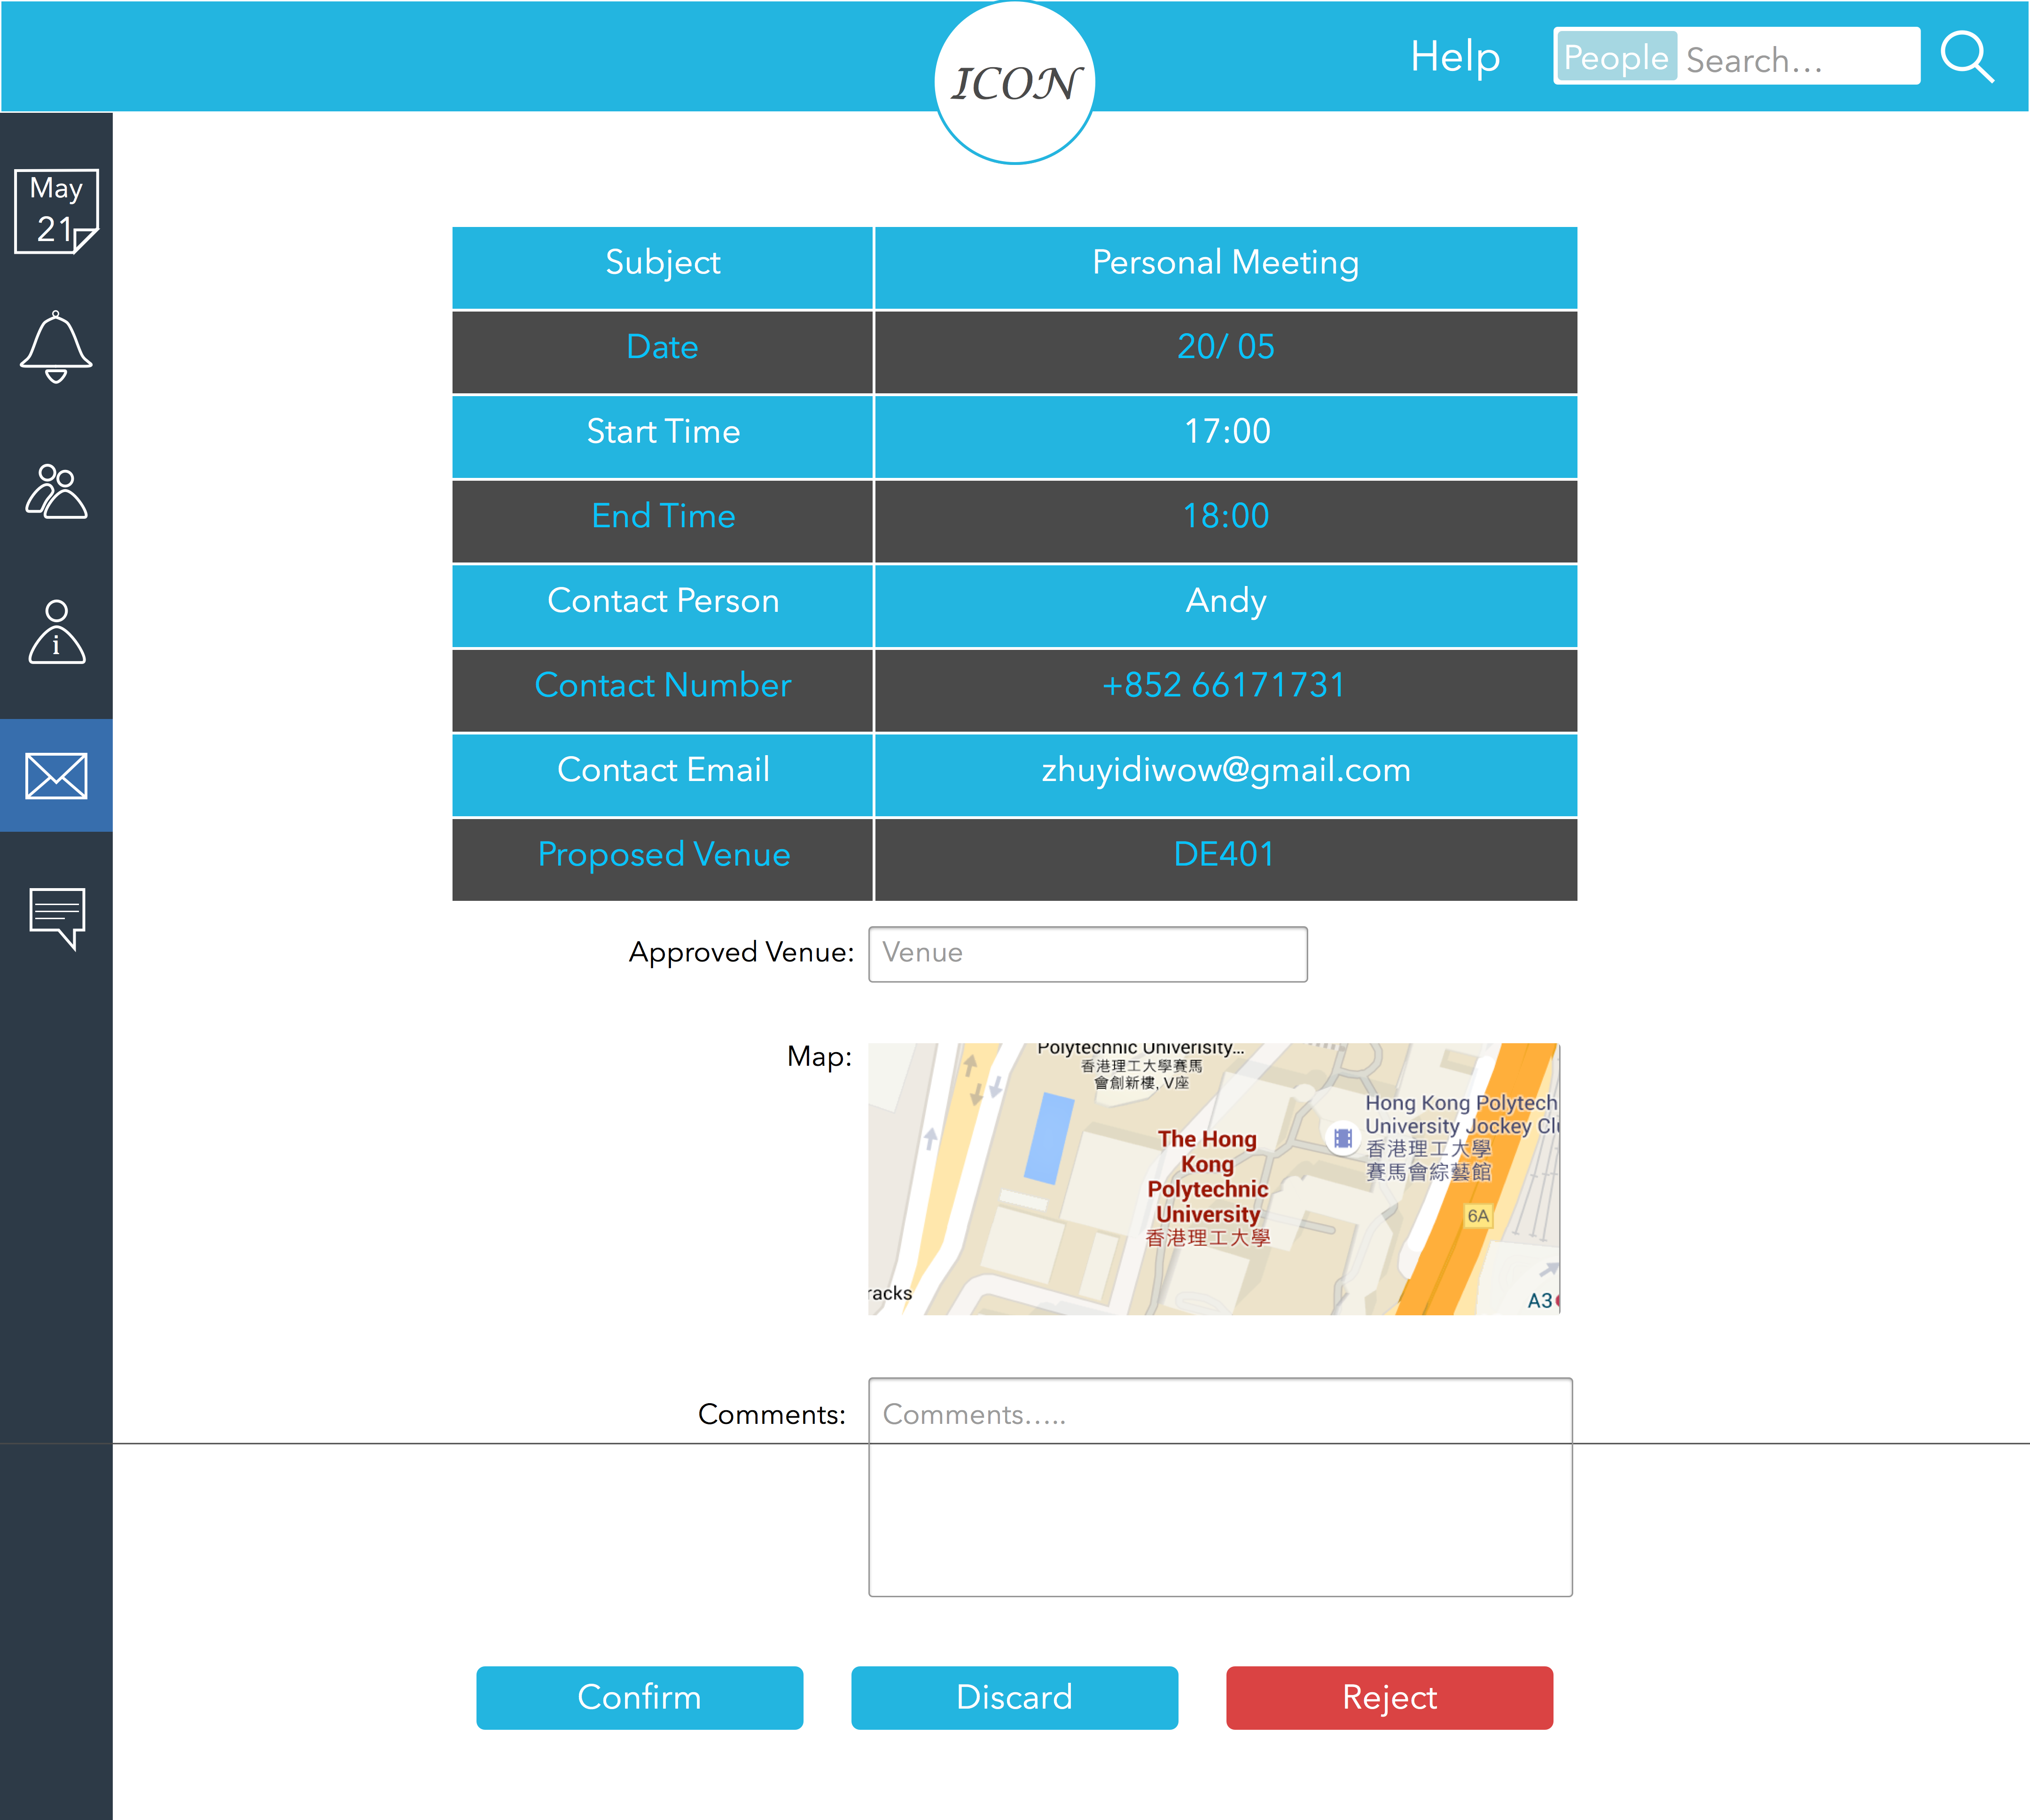 ICON
Help
People Search...
May
21
Subject Personal Meeting
Date 20/ 05
Start Time 17:00
End Time 18:00
Contact Person Andy
i
Contact Number +852 66171731
Contact Email zhuyidiwow@gmail.com
Proposed Venue DE401
Approved Venue: Venue
Map:
Polytechnic Univerisity...
香港理工大學賽馬
會創新樓, V座
Hong Kong Polytech
University Jockey Clu
香港理工大學
賽馬會綜藝館
The Hong
Kong
Polytechnic
University
香港理工大學
6A
racks
A3
Comments: Comments.....
Confirm Discard Reject